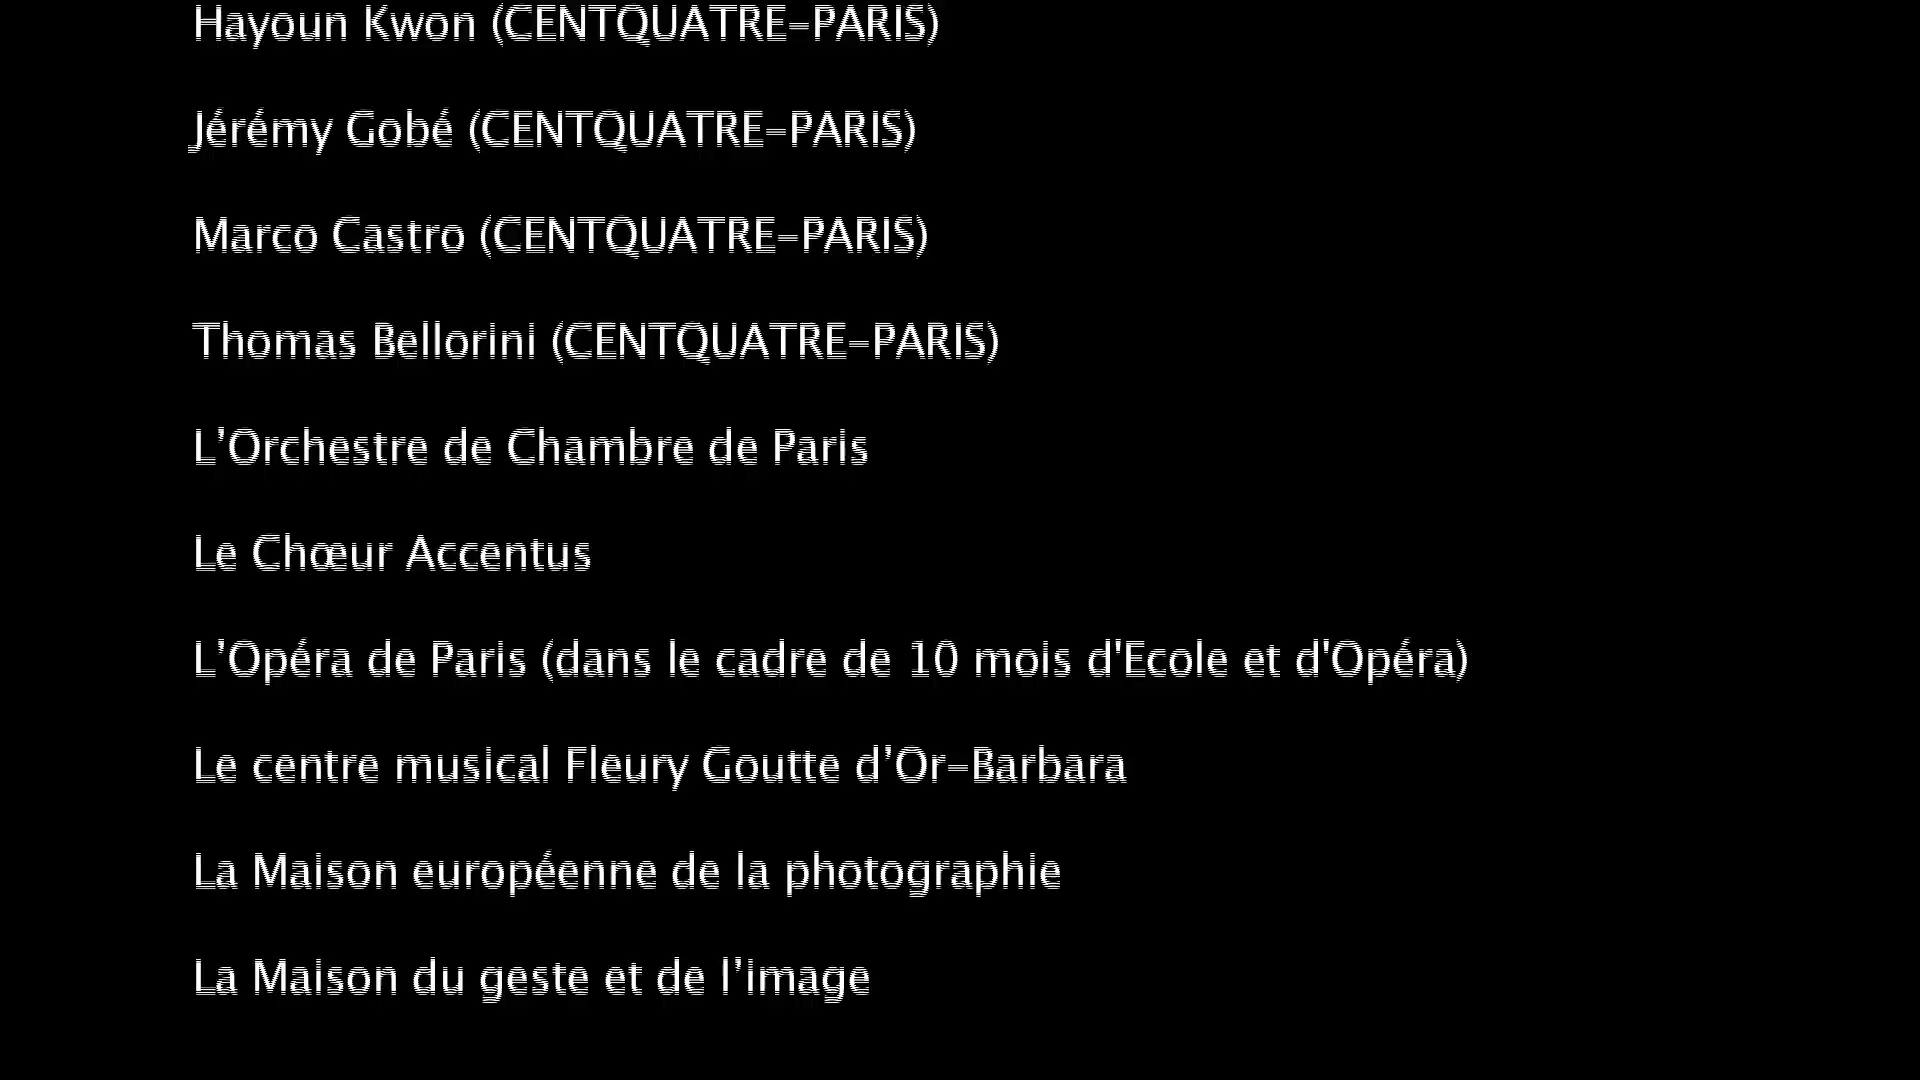 Hayoun Kwon (CENTQUATRE-PARIS)
Jérémy Gobé (CENTQUATRE-PARIS)
Marco Castro (CENTQUATRE-PARIS)
Thomas Bellorini (CENTQUATRE-PARIS)
L’Orchestre de Chambre de Paris
Le Chœur Accentus
L’Opéra de Paris (dans le cadre de 10 mois d'Ecole et d'Opéra)
Le centre musical Fleury Goutte d’Or-Barbara
La Maison européenne de la photographie
La Maison du geste et de l’image